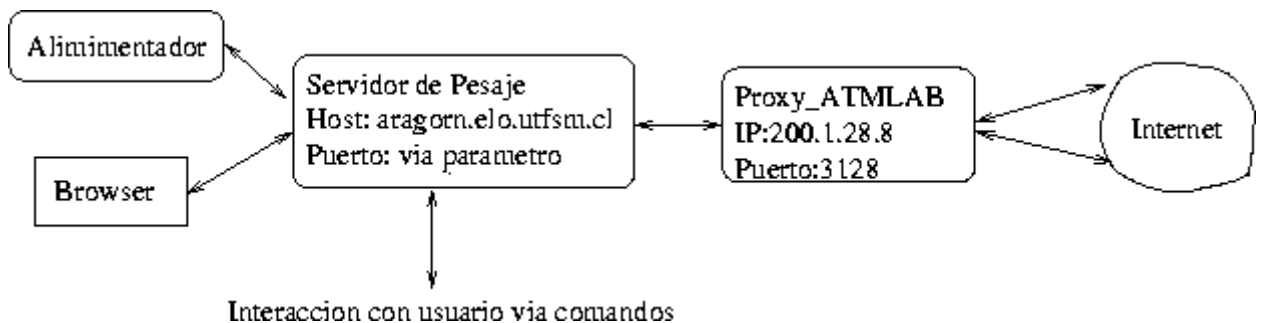 Alimimentador
Servidor de Pesaje
Host: aragorn.elo.utfsm.cl
Puerto: via parametro
Browser
Proxy_ATMLAB
IP:200.1.28.8
Puerto:3128
Internet
Interaccion con usuario via comandos